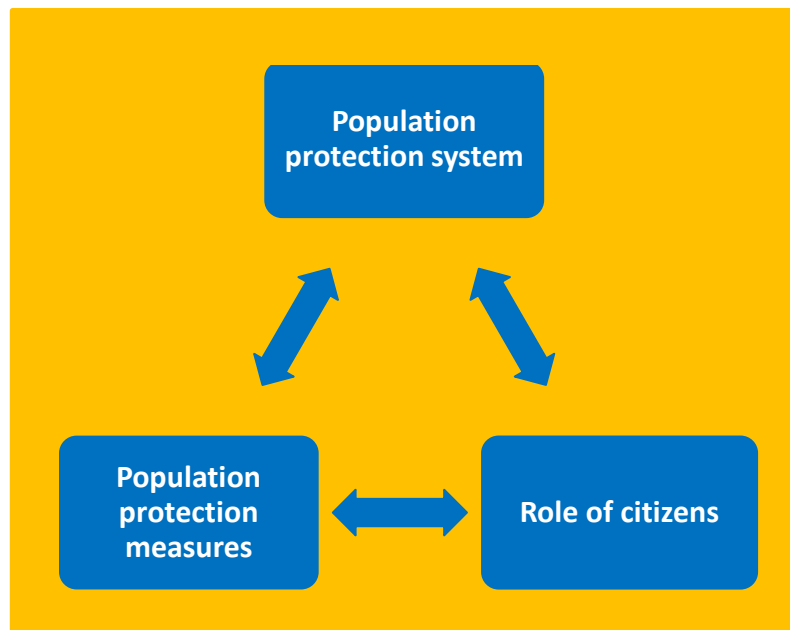 Population
protection system
Population
protection
measures
Role of citizens